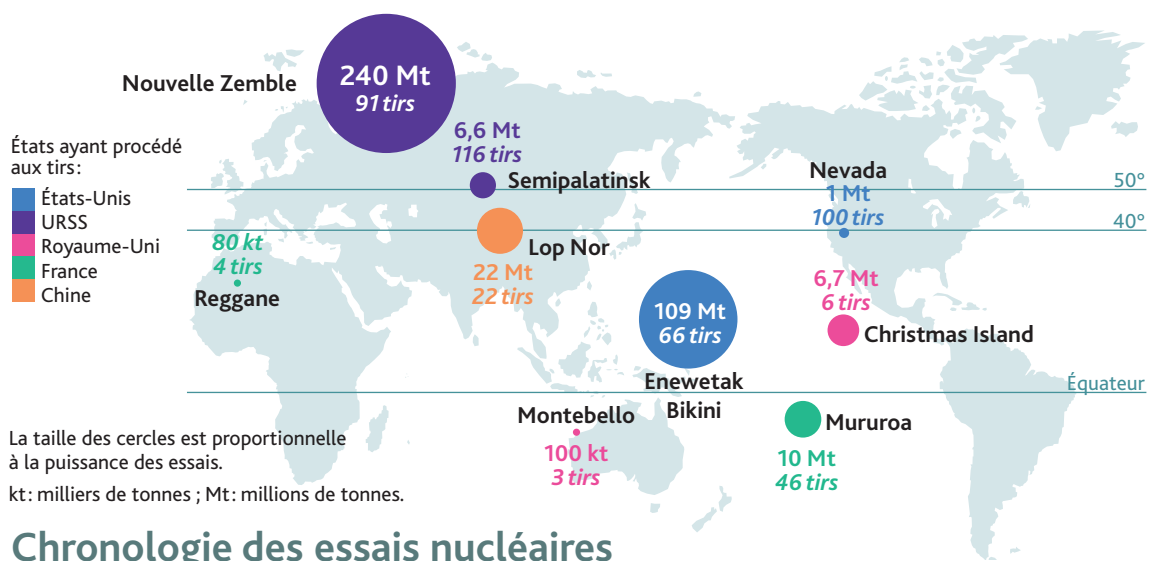 Nouvelle Zemble
240 Mt
91 tirs
États ayant procédé
aux tirs:
États-Unis
URSS
Royaume-Uni
France
Chine
6,6 Mt
116 tirs
Semipalatinsk
Nevada
1 Mt
100 tirs
50°
40°
80 kt
4 tirs
Reggane
Lop Nor
22 Mt
22 tirs
109 Mt
66 tirs
Enewetak
Bikini
6,7 Mt
6 tirs
Christmas Island
Équateur
Montebello
100 kt
3 tirs
Mururoa
10 Mt
46 tirs
La taille des cercles est proportionnelle
à la puissance des essais.
kt: milliers de tonnes ; Mt: millions de tonnes.
Chronologie des essais nucléaires